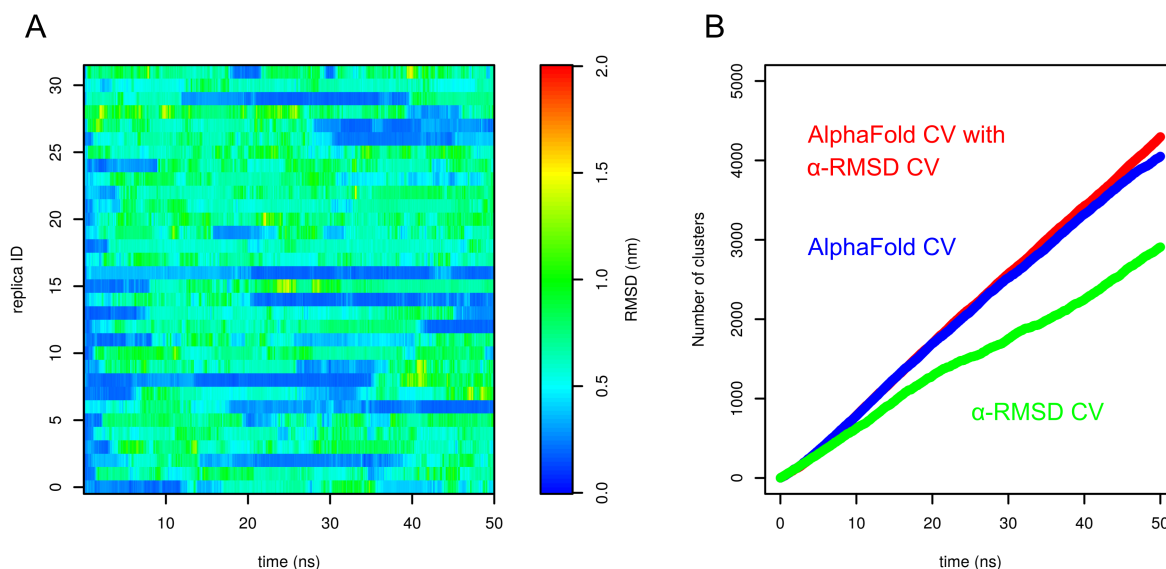 A
30
25
20
15
10
5
0
replica ID
10
20
30
40
50
time (ns)
2.0
1.5
1.0
0.5
0.0
RMSD (nm)
B
5000
4000
3000
2000
1000
0
Number of clusters
AlphaFold CV with
α-RMSD CV
AlphaFold CV
α-RMSD CV
0
10
20
30
40
50
time (ns)